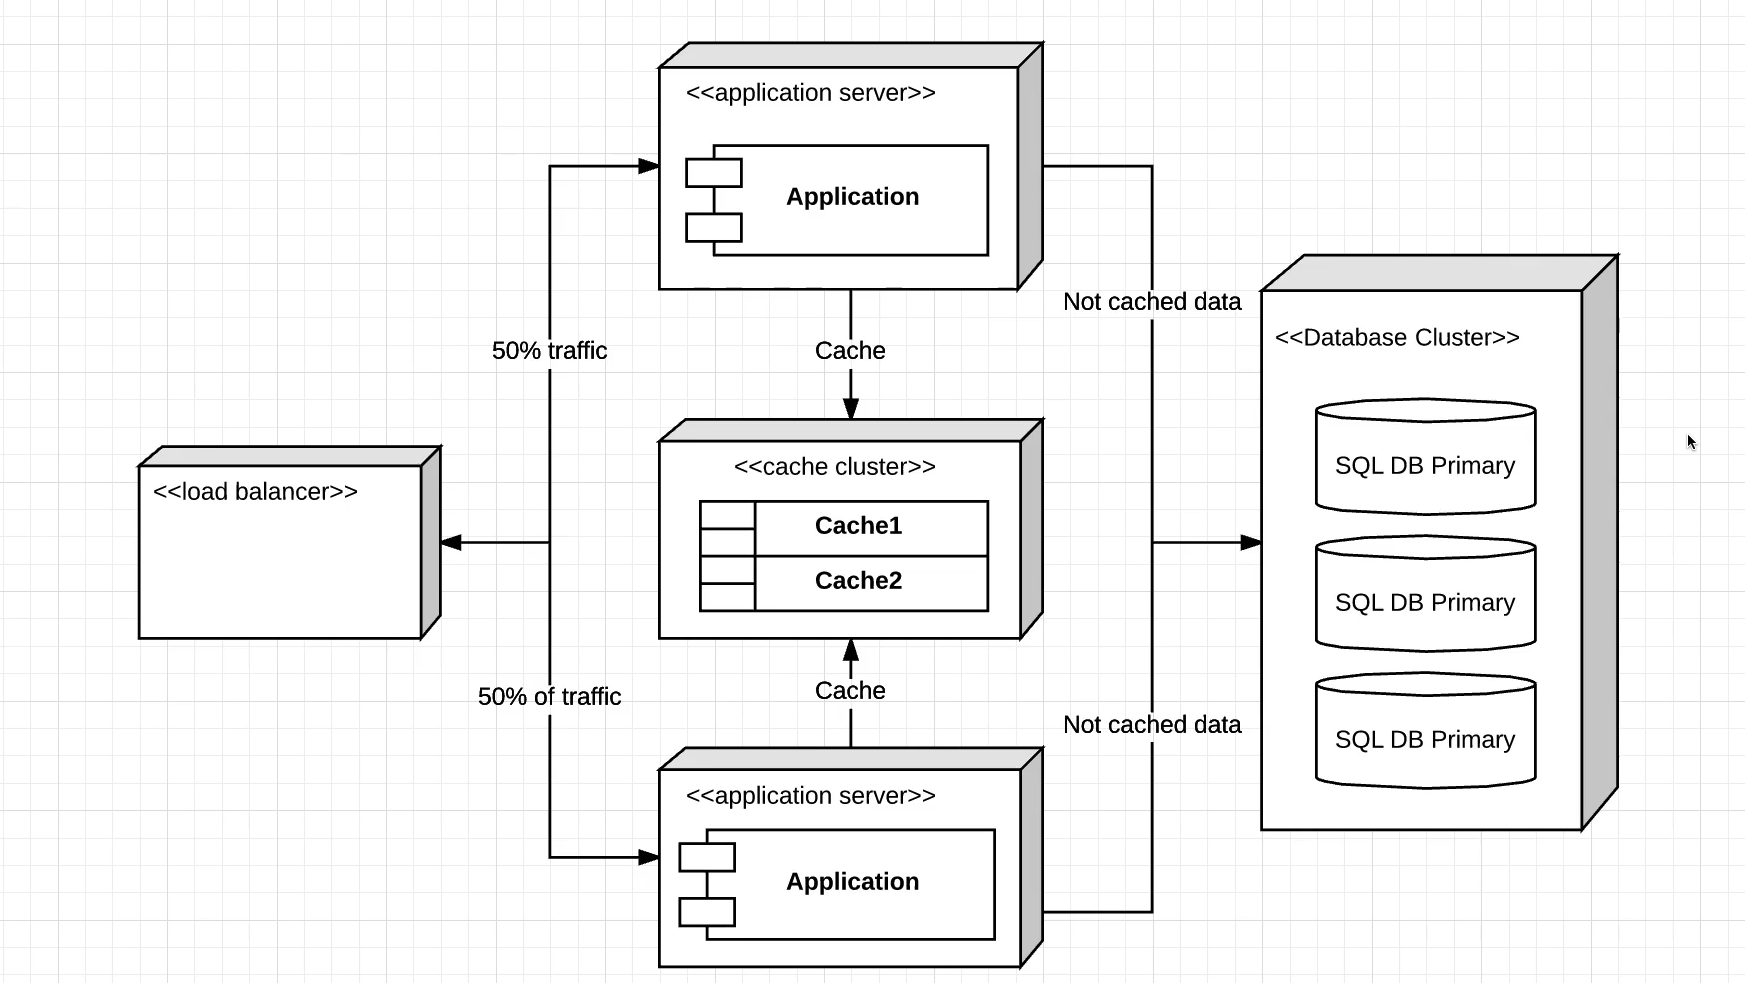 <<application server>>
Application
Not cached data
<<Database Cluster>>
50% traffic
Cache
SQL DB Primary
<<cache cluster>>
<<load balancer>>
Cache1
Cache2
SQL DB Primary
50% of traffic
Cache
Not cached data
SQL DB Primary
<<application server>>
Application